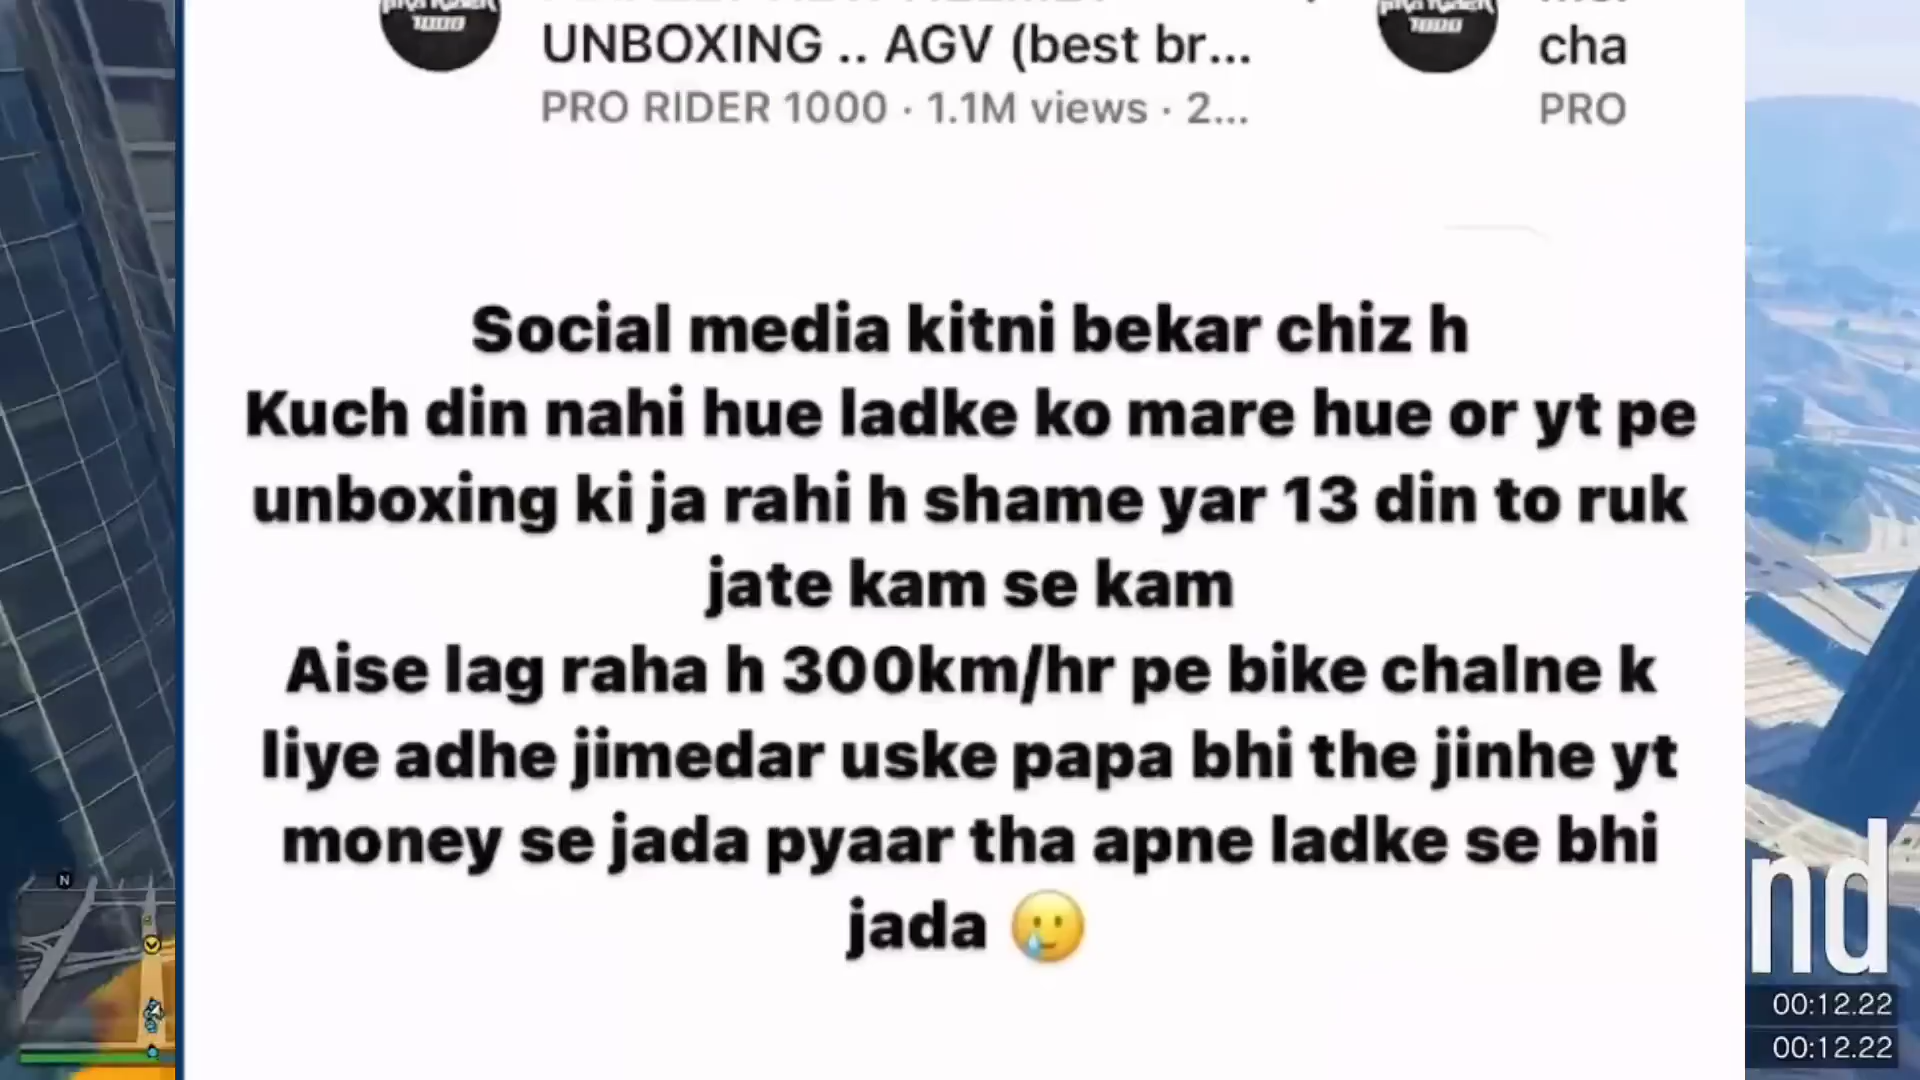 1000
1000
UNBOXING .. AGV (best br...
cha
PRO RIDER 1000 · 1.1M views · 2...
PRO
Social media kitni bekar chiz h
Kuch din nahi hue ladke ko mare hue or yt pe
unboxing ki ja rahi h shame yar 13 din to ruk
jate kam se kam
Aise lag raha h 300km/hr pe bike chalne k
liye adhe jimedar uske papa bhi the jinhe yt
money se jada pyaar tha apne ladke se bhi
jada 🥲
N
nd
00:12.22
00:12.22